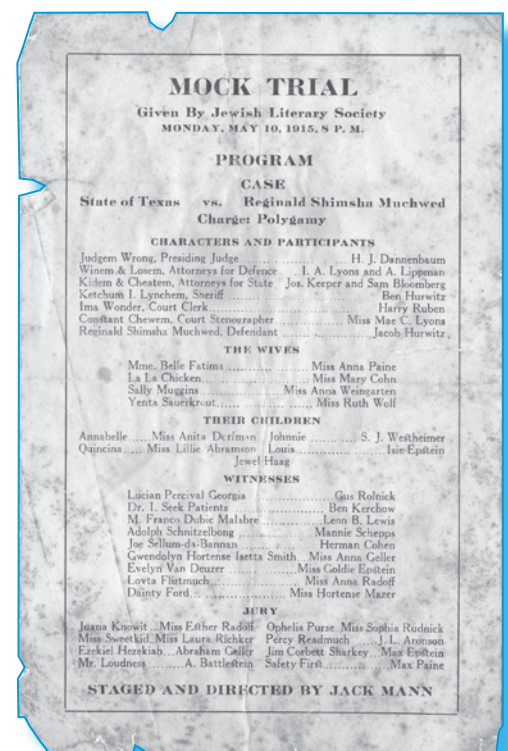 MOCK TRIAL
Given By Jewish Literary Society
MONDAY, MAY 10, 1915, 8 P. M.
PROGRAM
CASE
State of Texas vs. Reginald Shimsha Muchwed
Charge: Polygamy
CHARACTERS AND PARTICIPANTS
Judgem Wrong, Presiding Judge ........ H. J. Dannenbaum
Winem & Losem, Attorneys for Defence I. A. Lyons and A. Lippman
Kidem & Cheatem, Attorneys for State Jos. Keeper and Sam Bloomberg
Ketchum I. Lynchem, Sheriff ........ Ben Hurwitz
Ima Wonder, Court Clerk ........ Harry Ruben
Constant Chewem, Court Stenographer ........ Miss Mae C. Lyons
Reginald Shimsha Muchwed, Defendant ........ Jacob Hurwitz
THE WIVES
Mme. Belle Fatima ........ Miss Anna Paine
La La Chicken ........ Miss Mary Cohn
Sally Muggins ........ Miss Anna Weingarten
Yenta Sauerkrout ........ Miss Ruth Wolf
THEIR CHILDREN
Annabelle ..... Miss Anita Dorfman Johnnie ........ S. J. Westheimer
Quincina ..... Miss Lillie Abramson Louis ........ Isie Epstein
Jewel Haag
WITNESSES
Lucian Percival Georgia ........ Gus Rolnick
Dr. I. Seek Patients ........ Ben Kerchow
M. Franco Dubic Malabre ........ Leon B. Lewis
Adolph Schnitzelbong ........ Mannie Schepps
Joe Sellum-da-Bannan ........ Herman Cohen
Gwendolyn Hortense Isetta Smith Miss Anna Geller
Evelyn Van Deuzer ........ Miss Goldie Epstein
Lovta Flirtmuch ........ Miss Anna Radoff
Dainty Ford ........ Miss Hortense Mazer
JURY
Juana Knowit ... Miss Esther Radoff Ophelia Purse Miss Sophia Rudnick
Miss Sweetkid, Miss Laura Richker Percy Readmuch ..... J. L. Aronson
Ezekiel Hezekiah ... Abraham Geller Jim Corbett Sharkey ... Max Epstein
Mr. Loudness ........ A. Battlestein Safety First ........ Max Paine
STAGED AND DIRECTED BY JACK MANN